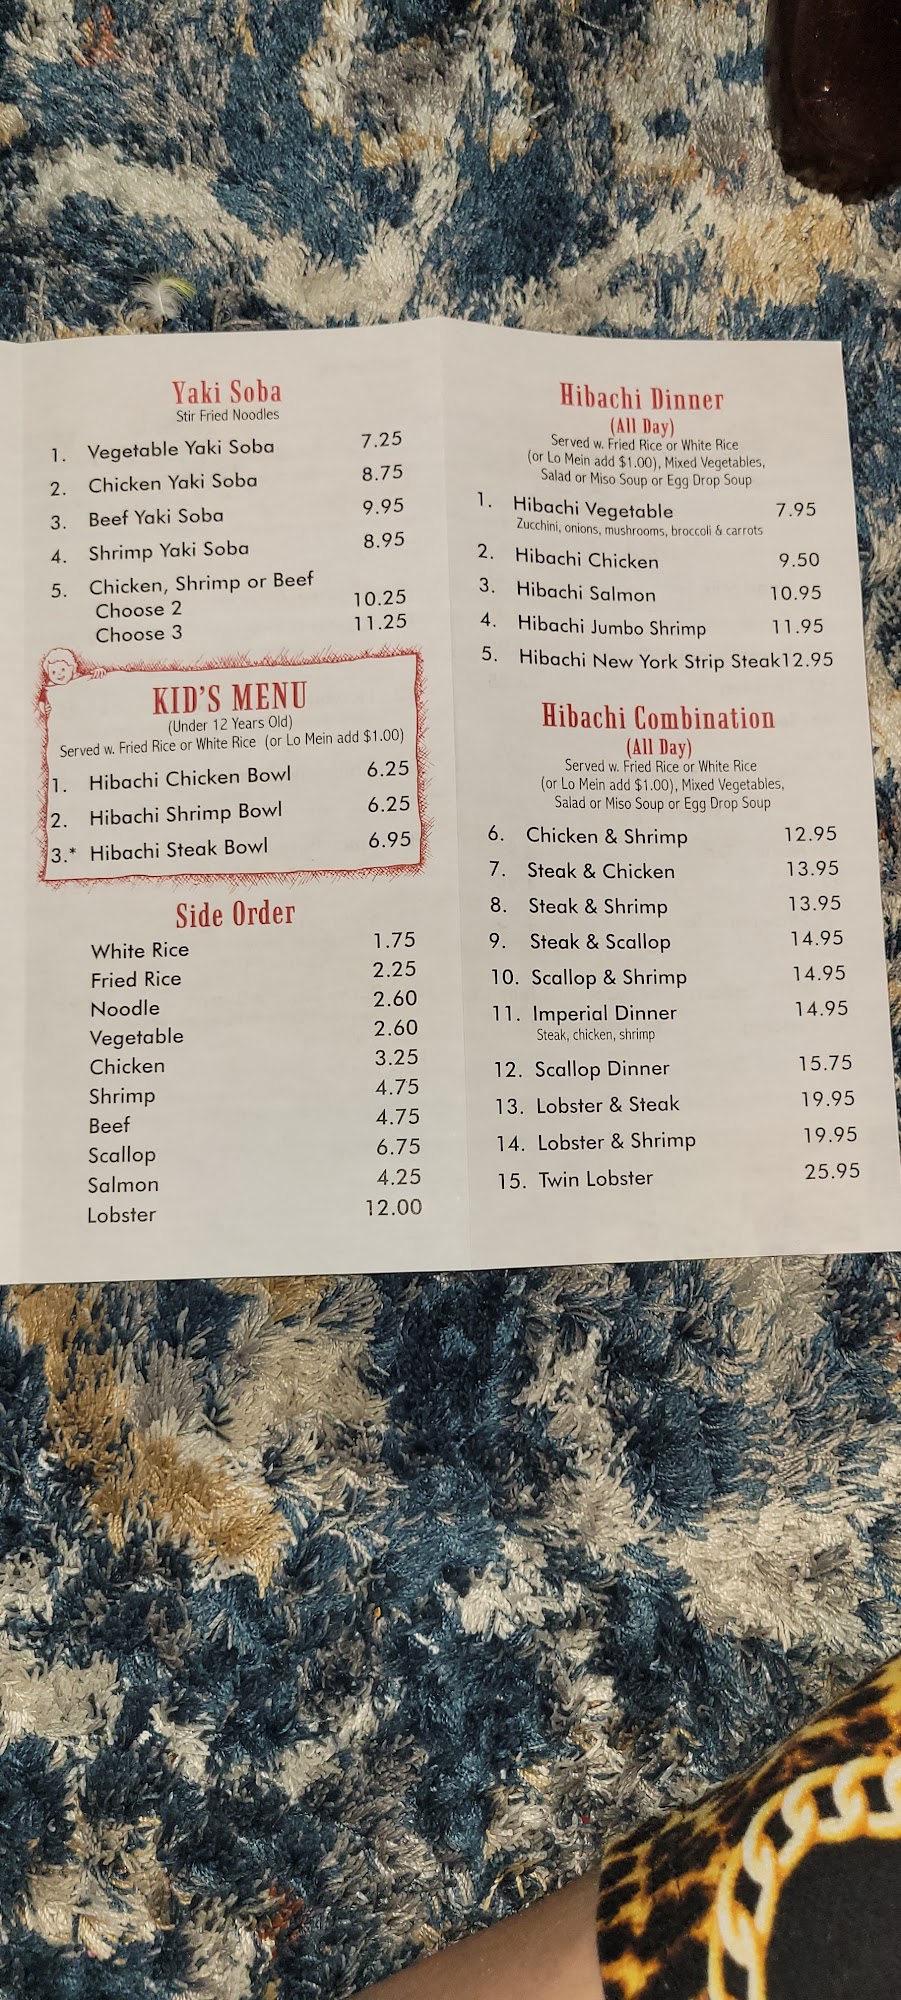 Yaki Soba
Stir Fried Noodles
1. Vegetable Yaki Soba 7.25
2. Chicken Yaki Soba 8.75
3. Beef Yaki Soba 9.95
4. Shrimp Yaki Soba 8.95
5. Chicken, Shrimp or Beef
Choose 2 10.25
Choose 3 11.25
KID'S MENU
(Under 12 Years Old)
Served w. Fried Rice or White Rice (or Lo Mein add $1.00)
1. Hibachi Chicken Bowl 6.25
2. Hibachi Shrimp Bowl 6.25
3.* Hibachi Steak Bowl 6.95
Side Order
White Rice 1.75
Fried Rice 2.25
Noodle 2.60
Vegetable 2.60
Chicken 3.25
Shrimp 4.75
Beef 4.75
Scallop 6.75
Salmon 4.25
Lobster 12.00
Hibachi Dinner
(All Day)
Served w. Fried Rice or White Rice
(or Lo Mein add $1.00), Mixed Vegetables,
Salad or Miso Soup or Egg Drop Soup
1. Hibachi Vegetable 7.95
Zucchini, onions, mushrooms, broccoli & carrots
2. Hibachi Chicken 9.50
3. Hibachi Salmon 10.95
4. Hibachi Jumbo Shrimp 11.95
5. Hibachi New York Strip Steak12.95
Hibachi Combination
(All Day)
Served w. Fried Rice or White Rice
(or Lo Mein add $1.00), Mixed Vegetables,
Salad or Miso Soup or Egg Drop Soup
6. Chicken & Shrimp 12.95
7. Steak & Chicken 13.95
8. Steak & Shrimp 13.95
9. Steak & Scallop 14.95
10. Scallop & Shrimp 14.95
11. Imperial Dinner 14.95
Steak, chicken, shrimp
12. Scallop Dinner 15.75
13. Lobster & Steak 19.95
14. Lobster & Shrimp 19.95
15. Twin Lobster 25.95